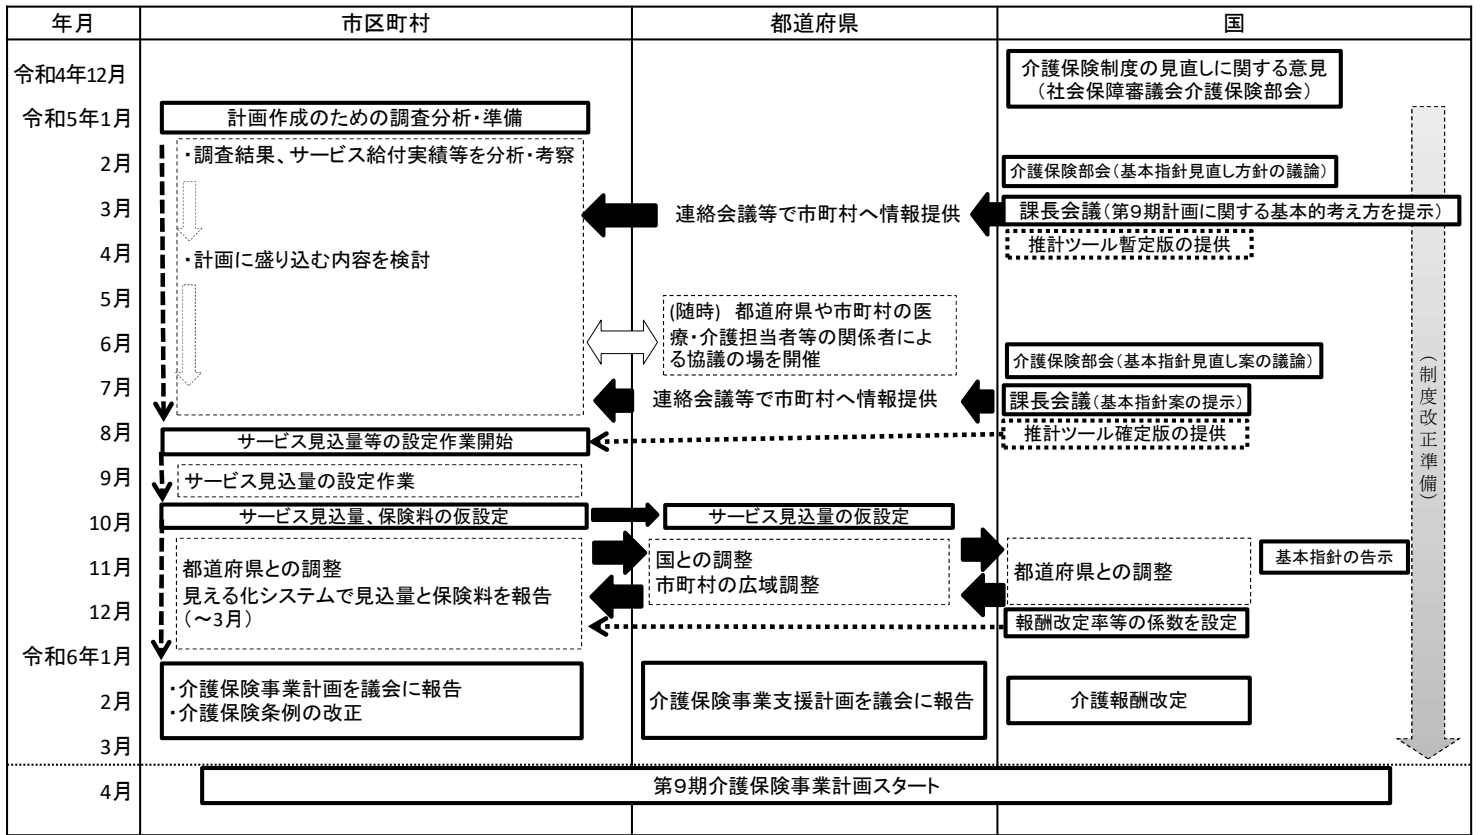 年月
市区町村
都道府県
国
令和4年12月
介護保険制度の見直しに関する意見
(社会保障審議会介護保険部会)
令和5年1月
計画作成のための調査分析・準備
・調査結果、サービス給付実績等を分析・考察
2月
介護保険部会(基本指針見直し方針の議論)
3月
連絡会議等で市町村へ情報提供
課長会議(第9期計画に関する基本的考え方を提示)
推計ツール暫定版の提供
4月
・計画に盛り込む内容を検討
5月
(随時) 都道府県や市町村の医
療・介護担当者等の関係者によ
る協議の場を開催
6月
介護保険部会(基本指針見直し案の議論)
7月
連絡会議等で市町村へ情報提供
課長会議(基本指針案の提示)
8月
サービス見込量等の設定作業開始
推計ツール確定版の提供
9月
サービス見込量の設定作業
10月
サービス見込量、保険料の仮設定
サービス見込量の仮設定
11月
都道府県との調整
見える化システムで見込量と保険料を報告
(～3月)
国との調整
市町村の広域調整
都道府県との調整
基本指針の告示
12月
報酬改定率等の係数を設定
令和6年1月
・介護保険事業計画を議会に報告
・介護保険条例の改正
2月
介護保険事業支援計画を議会に報告
介護報酬改定
3月
(制度改正準備)
4月
第9期介護保険事業計画スタート